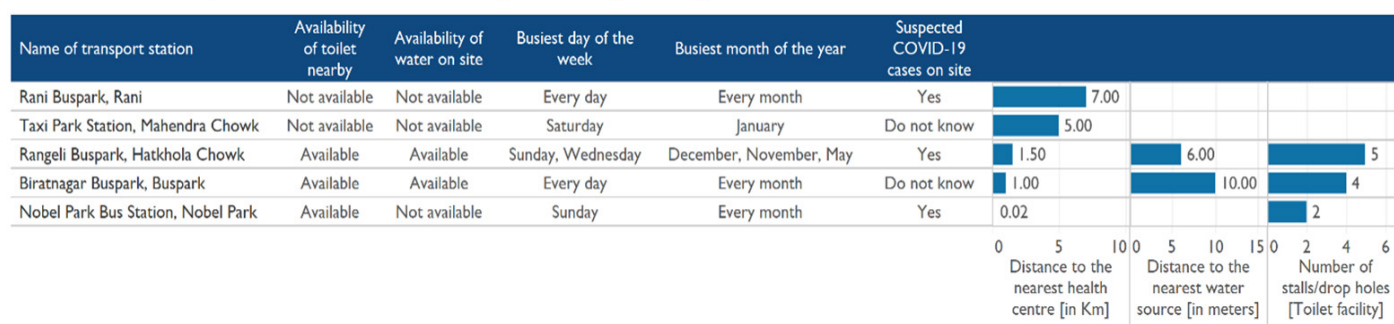 Name of transport station
Availability of toilet nearby
Availability of water on site
Busiest day of the week
Busiest month of the year
Suspected COVID-19 cases on site
Rani Buspark, Rani Not available Not available Every day Every month Yes 7.00
Taxi Park Station, Mahendra Chowk Not available Not available Saturday January Do not know 5.00
Rangeli Buspark, Hatkhola Chowk Available Available Sunday, Wednesday December, November, May Yes 1.50 6.00 5
Biratnagar Buspark, Buspark Available Available Every day Every month Do not know 1.00 10.00 4
Nobel Park Bus Station, Nobel Park Available Not available Sunday Every month Yes 0.02 2
0 5 10 0 5 10 15 0 2 4 6
Distance to the nearest health centre [in Km]
Distance to the nearest water source [in meters]
Number of stalls/drop holes [Toilet facility]